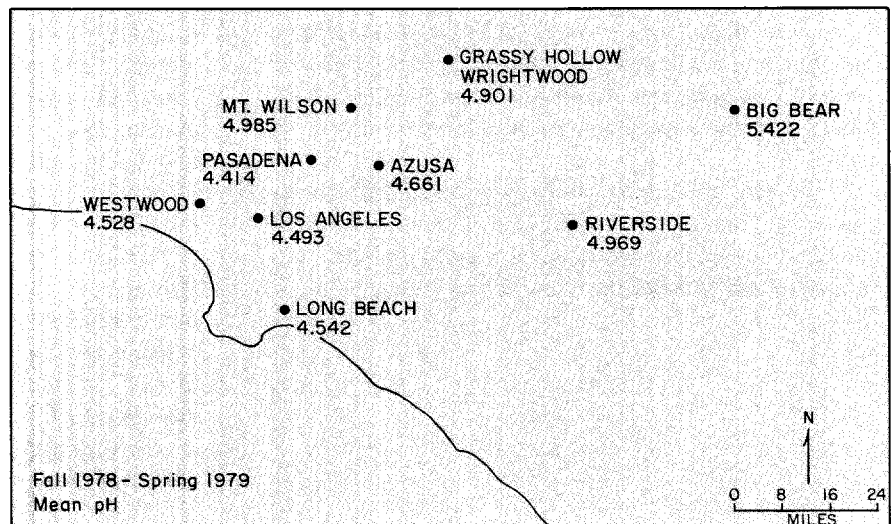 GRASSY HOLLOW
WRIGHTWOOD
4.901
MT. WILSON
4.985
BIG BEAR
5.422
PASADENA
4.414
AZUSA
4.661
WESTWOOD
4.528
LOS ANGELES
4.493
RIVERSIDE
4.969
LONG BEACH
4.542
N
Fall 1978 - Spring 1979
Mean pH
0 8 16 24
MILES